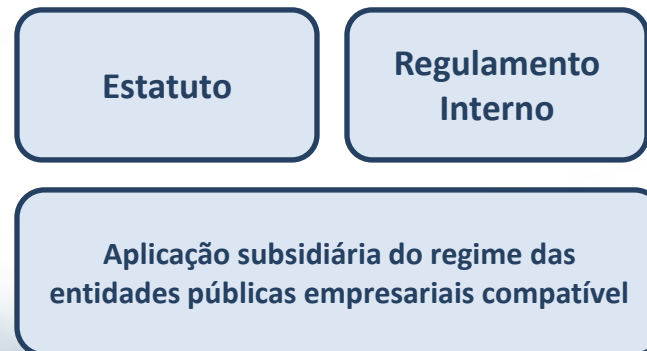 Estatuto
Regulamento
Interno
Aplicação subsidiária do regime das
entidades públicas empresariais compatível